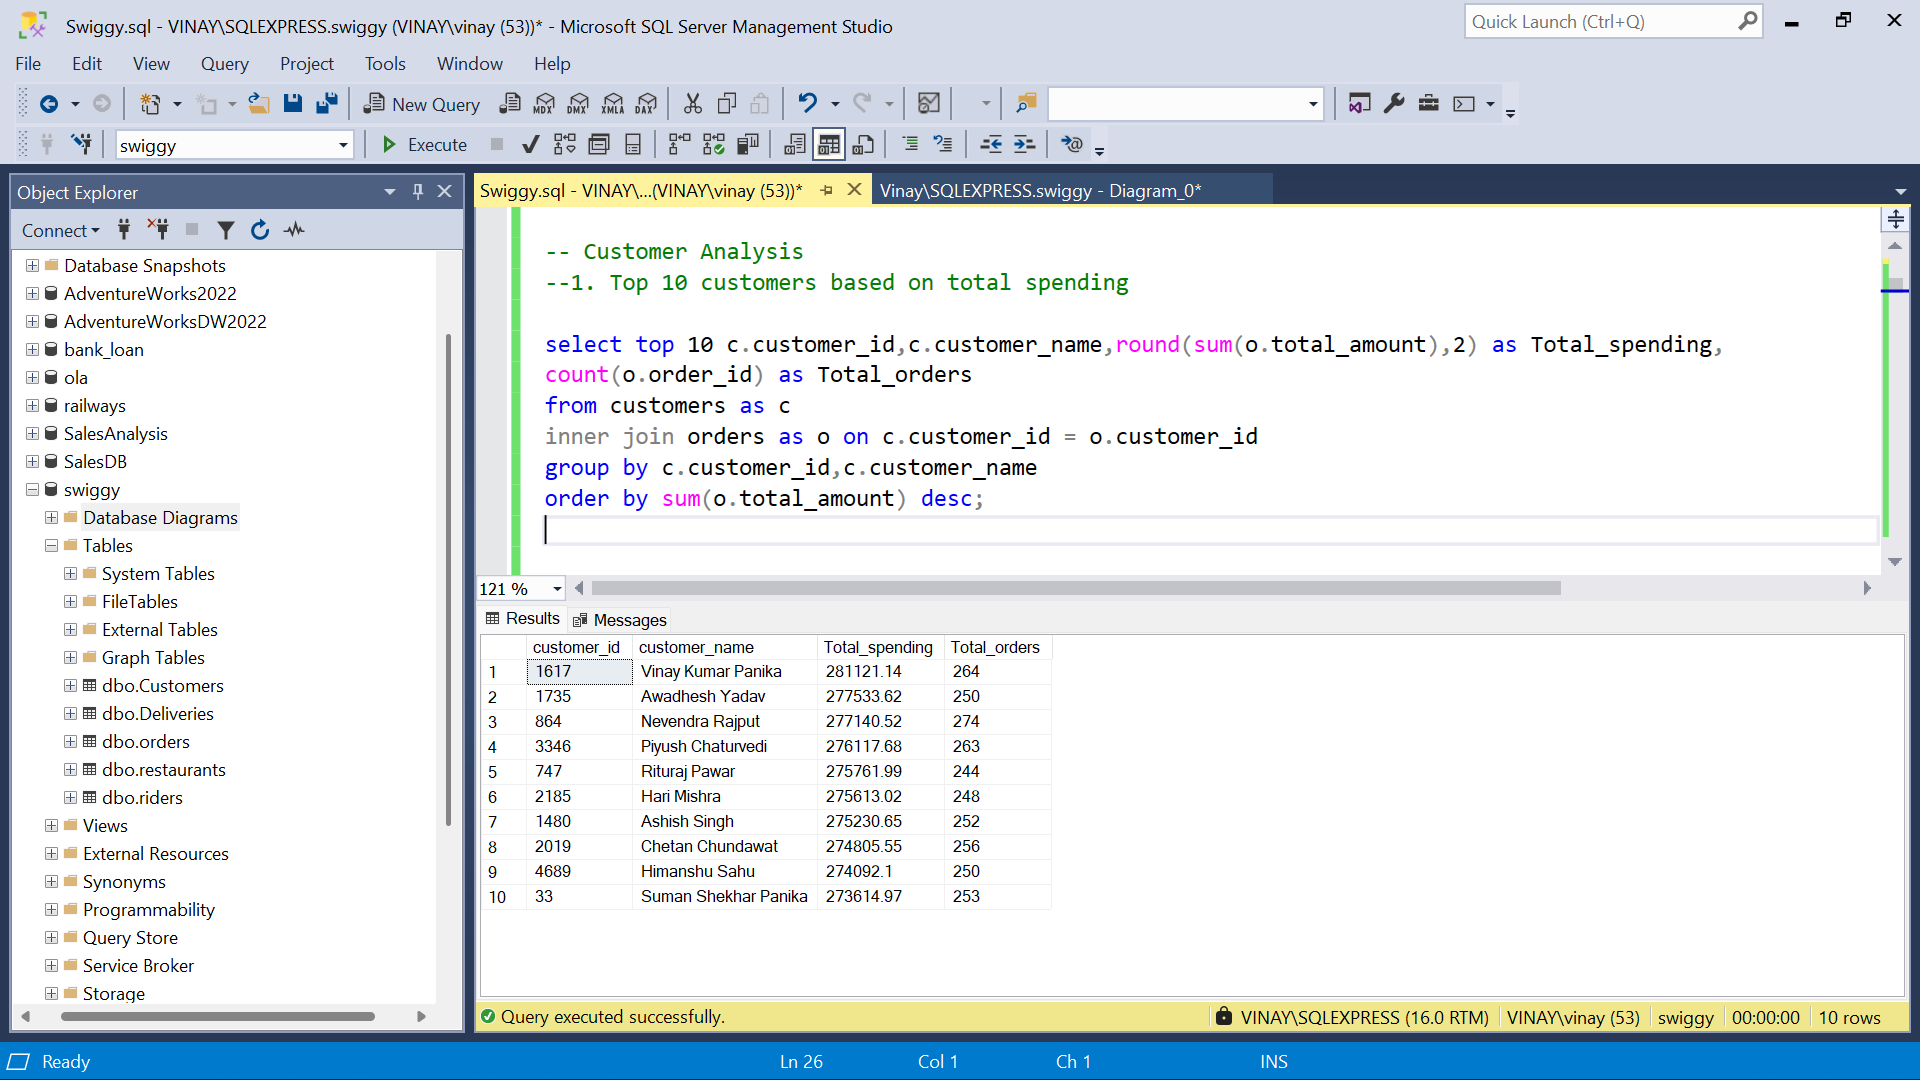 Swiggy.sql - VINAY\SQLEXPRESS.swiggy (VINAY\vinay (53))* - Microsoft SQL Server Management Studio
Quick Launch (Ctrl+Q)
File Edit View Query Project Tools Window Help
New Query MDX DMX XMLA DAX
swiggy Execute
Object Explorer
Connect
Database Snapshots
AdventureWorks2022
AdventureWorksDW2022
bank_loan
ola
railways
SalesAnalysis
SalesDB
swiggy
Database Diagrams
Tables
System Tables
FileTables
External Tables
Graph Tables
dbo.Customers
dbo.Deliveries
dbo.orders
dbo.restaurants
dbo.riders
Views
External Resources
Synonyms
Programmability
Query Store
Service Broker
Storage
Swiggy.sql - VINAY\...(VINAY\vinay (53))* Vinay\SQLEXPRESS.swiggy - Diagram_0*
-- Customer Analysis
--1. Top 10 customers based on total spending
select top 10 c.customer_id,c.customer_name,round(sum(o.total_amount),2) as Total_spending,
count(o.order_id) as Total_orders
from customers as c
inner join orders as o on c.customer_id = o.customer_id
group by c.customer_id,c.customer_name
order by sum(o.total_amount) desc;
121 %
Results Messages
customer_id customer_name Total_spending Total_orders
1 1617 Vinay Kumar Panika 281121.14 264
2 1735 Awadhesh Yadav 277533.62 250
3 864 Nevendra Rajput 277140.52 274
4 3346 Piyush Chaturvedi 276117.68 263
5 747 Rituraj Pawar 275761.99 244
6 2185 Hari Mishra 275613.02 248
7 1480 Ashish Singh 275230.65 252
8 2019 Chetan Chundawat 274805.55 256
9 4689 Himanshu Sahu 274092.1 250
10 33 Suman Shekhar Panika 273614.97 253
Query executed successfully. VINAY\SQLEXPRESS (16.0 RTM) VINAY\vinay (53) swiggy 00:00:00 10 rows
Ready Ln 26 Col 1 Ch 1 INS